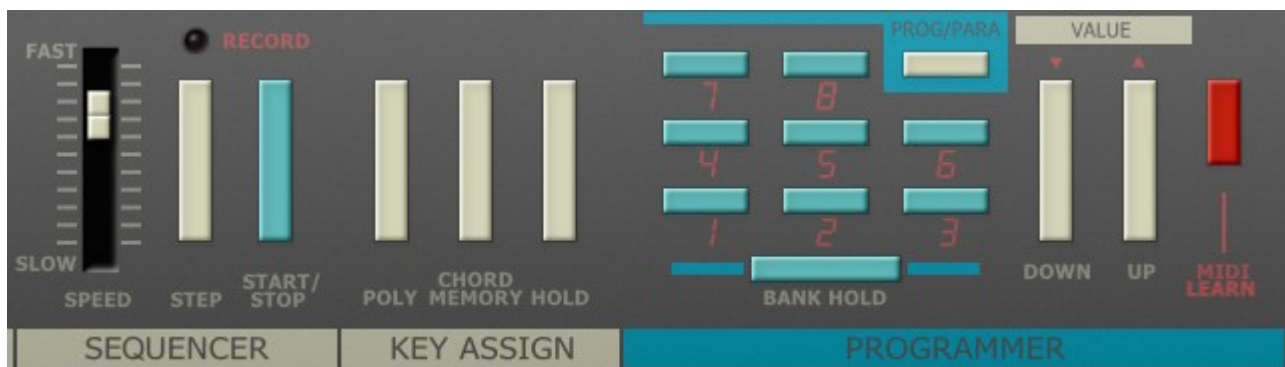 FAST
SLOW
SPEED
RECORD
STEP
START/
STOP
SEQUENCER
POLY
CHORD
MEMORY
HOLD
KEY ASSIGN
PROG/PARA
7 8
4 5 6
1 2 3
BANK HOLD
VALUE
DOWN UP
MIDI
LEARN
PROGRAMMER